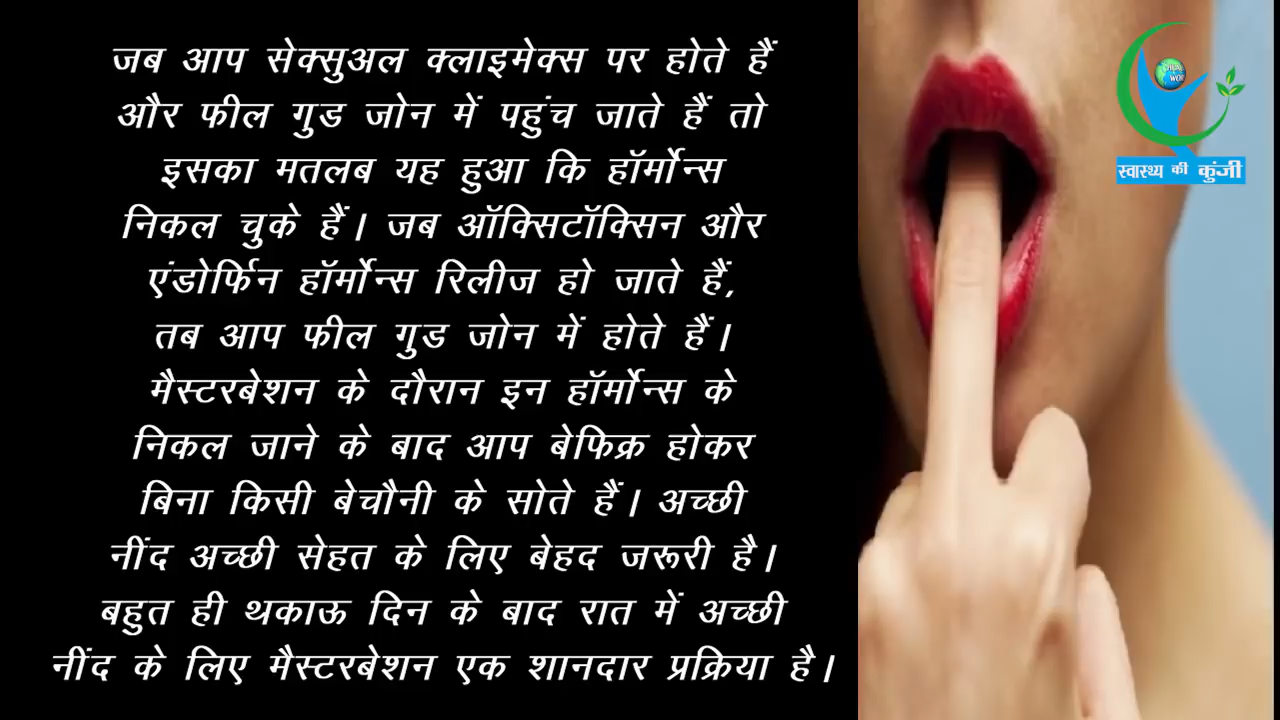 जब आप सेक्सुअल क्लाइमेक्स पर होते हैं
और फील गुड जोन में पहुंच जाते हैं तो
इसका मतलब यह हुआ कि हॉर्मोन्स
निकल चुके हैं। जब ऑक्सिटॉक्सिन और
एंडोर्फिन हॉर्मोन्स रिलीज हो जाते हैं,
तब आप फील गुड जोन में होते हैं।
मैस्टरबेशन के दौरान इन हॉर्मोन्स के
निकल जाने के बाद आप बेफिक्र होकर
बिना किसी बेचौनी के सोते हैं। अच्छी
नींद अच्छी सेहत के लिए बेहद जरूरी है।
बहुत ही थकाऊ दिन के बाद रात में अच्छी
नींद के लिए मैस्टरबेशन एक शानदार प्रक्रिया है।
स्वास्थ्य की कुंजी